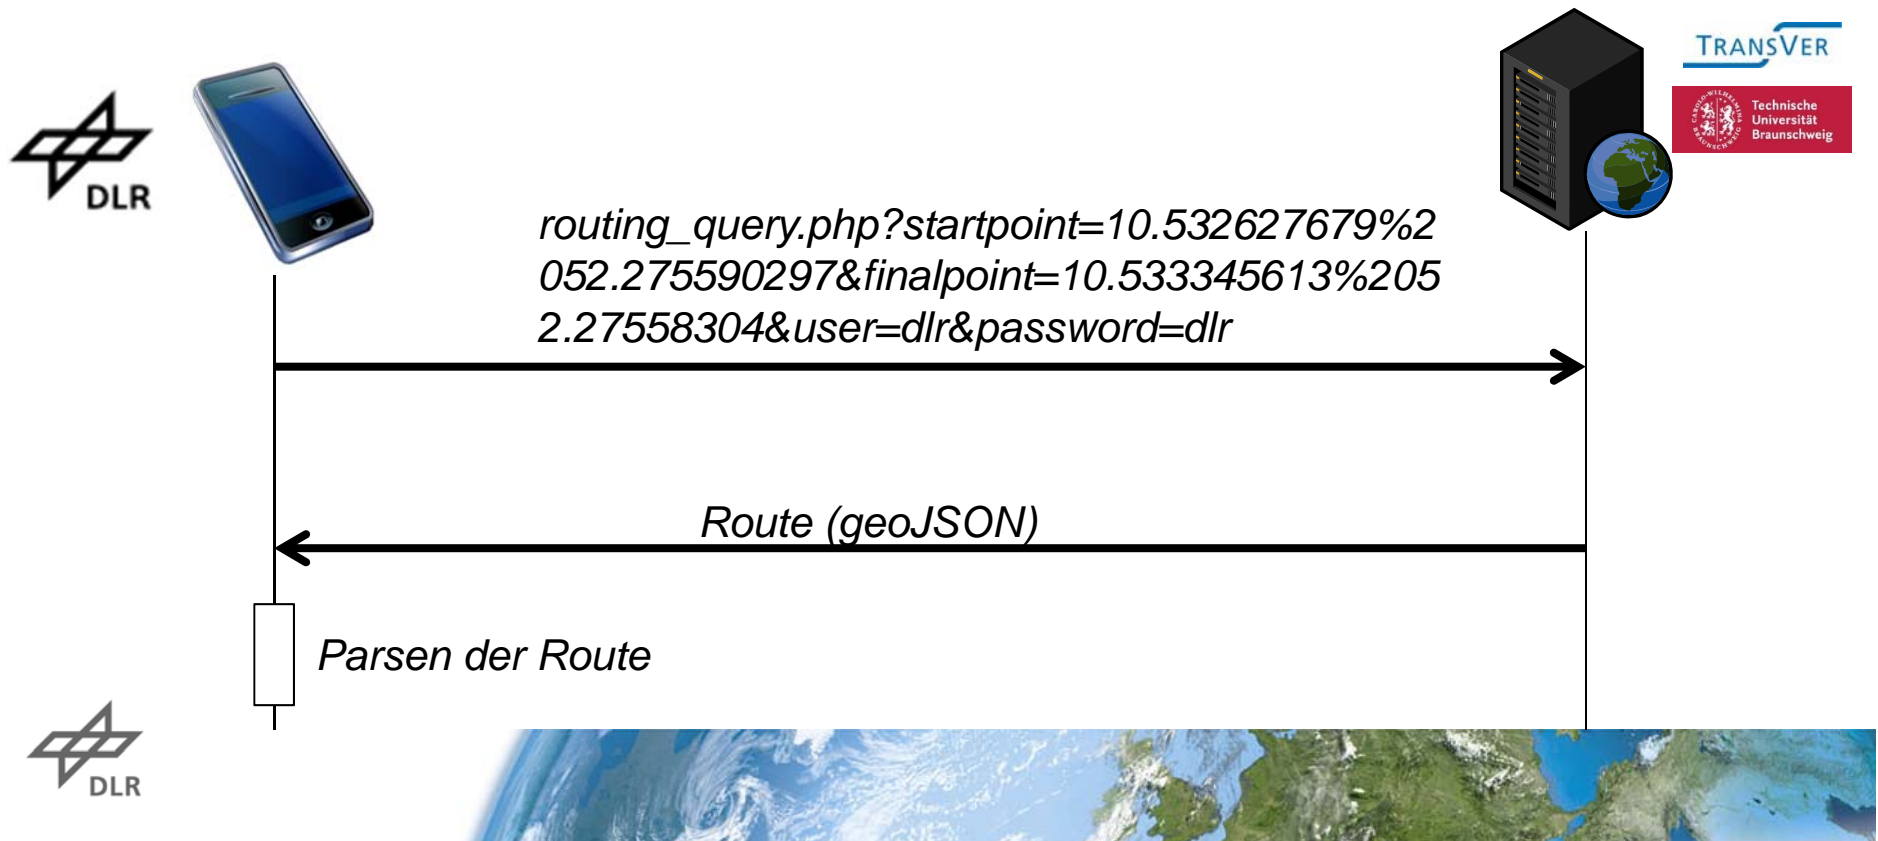 TRANSVER
Technische
Universität
Braunschweig
DLR
routing_query.php?startpoint=10.532627679%2
052.275590297&finalpoint=10.533345613%205
2.27558304&user=dlr&password=dlr
Route (geoJSON)
Parsen der Route
DLR